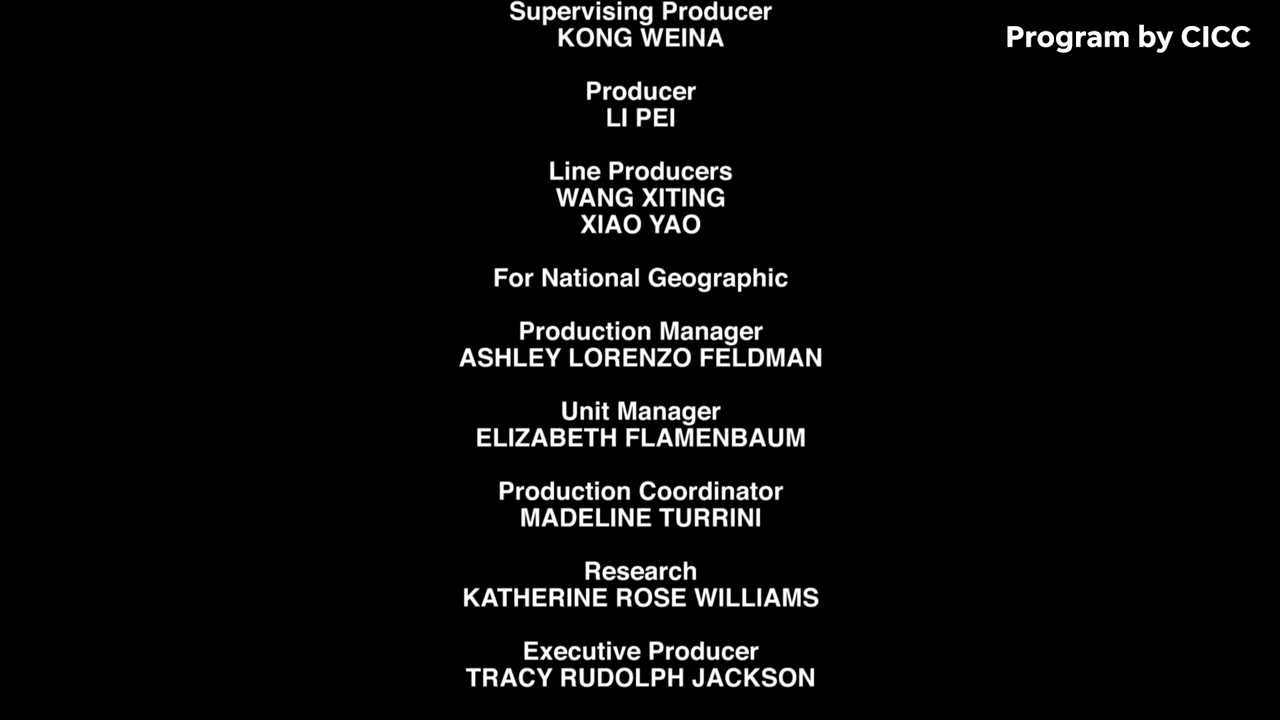 Supervising Producer
KONG WEINA
Program by CICC
Producer
LI PEI
Line Producers
WANG XITING
XIAO YAO
For National Geographic
Production Manager
ASHLEY LORENZO FELDMAN
Unit Manager
ELIZABETH FLAMENBAUM
Production Coordinator
MADELINE TURRINI
Research
KATHERINE ROSE WILLIAMS
Executive Producer
TRACY RUDOLPH JACKSON